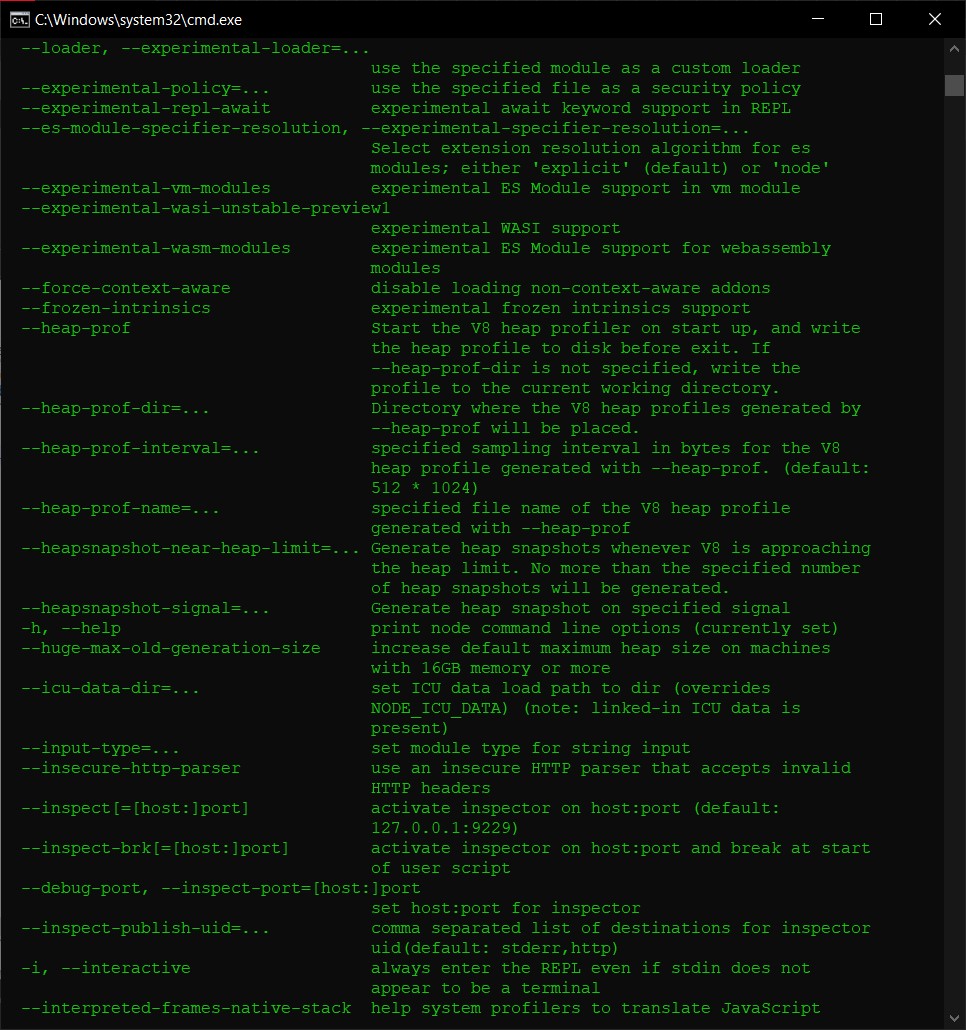 C:\Windows\system32\cmd.exe
--loader, --experimental-loader=...
use the specified module as a custom loader
--experimental-policy=... use the specified file as a security policy
--experimental-repl-await experimental await keyword support in REPL
--es-module-specifier-resolution, --experimental-specifier-resolution=...
Select extension resolution algorithm for es
modules; either 'explicit' (default) or 'node'
--experimental-vm-modules experimental ES Module support in vm module
--experimental-wasi-unstable-preview1
experimental WASI support
--experimental-wasm-modules experimental ES Module support for webassembly
modules
--force-context-aware disable loading non-context-aware addons
--frozen-intrinsics experimental frozen intrinsics support
--heap-prof Start the V8 heap profiler on start up, and write
the heap profile to disk before exit. If
--heap-prof-dir is not specified, write the
profile to the current working directory.
--heap-prof-dir=... Directory where the V8 heap profiles generated by
--heap-prof will be placed.
--heap-prof-interval=... specified sampling interval in bytes for the V8
heap profile generated with --heap-prof. (default:
512 * 1024)
--heap-prof-name=... specified file name of the V8 heap profile
generated with --heap-prof
--heapsnapshot-near-heap-limit=... Generate heap snapshots whenever V8 is approaching
the heap limit. No more than the specified number
of heap snapshots will be generated.
--heapsnapshot-signal=... Generate heap snapshot on specified signal
-h, --help print node command line options (currently set)
--huge-max-old-generation-size increase default maximum heap size on machines
with 16GB memory or more
--icu-data-dir=... set ICU data load path to dir (overrides
NODE_ICU_DATA) (note: linked-in ICU data is
present)
--input-type=... set module type for string input
--insecure-http-parser use an insecure HTTP parser that accepts invalid
HTTP headers
--inspect[=[host:]port] activate inspector on host:port (default:
127.0.0.1:9229)
--inspect-brk[=[host:]port] activate inspector on host:port and break at start
of user script
--debug-port, --inspect-port=[host:]port
set host:port for inspector
--inspect-publish-uid=... comma separated list of destinations for inspector
uid(default: stderr,http)
-i, --interactive always enter the REPL even if stdin does not
appear to be a terminal
--interpreted-frames-native-stack help system profilers to translate JavaScript